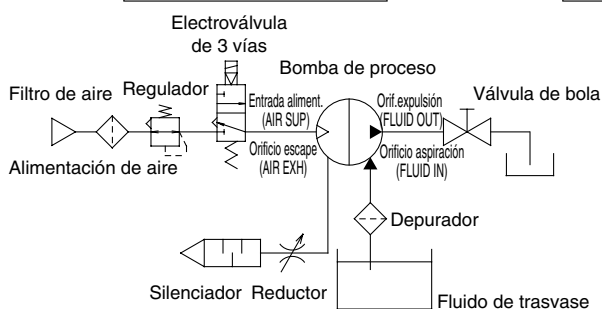 Electroválvula
de 3 vías
Regulador
Bomba de proceso
Filtro de aire
Entrada aliment.
(AIR SUP)
Orif.expulsión
(FLUID OUT)
Válvula de bola
Alimentación de aire
Orificio escape
(AIR EXH)
Orificio aspiración
(FLUID IN)
Depurador
Silenciador
Reductor
Fluido de trasvase